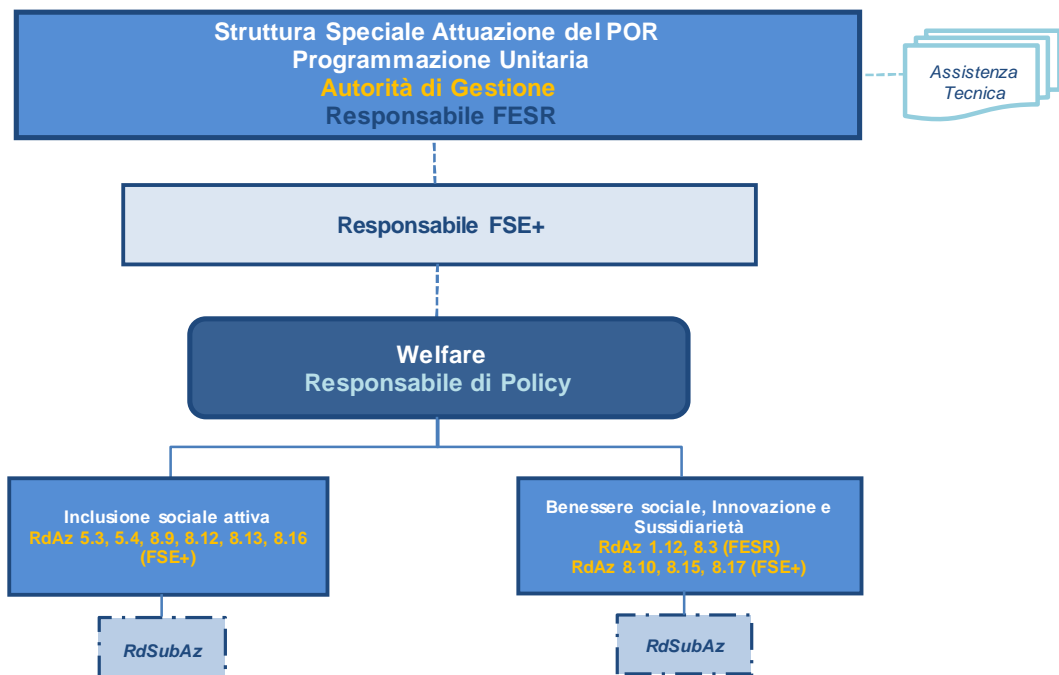 Struttura Speciale Attuazione del POR
Programmazione Unitaria
Autorità di Gestione
Responsabile FESR
Assistenza
Tecnica
Responsabile FSE+
Welfare
Responsabile di Policy
Inclusione sociale attiva
RdAz 5.3, 5.4, 8.9, 8.12, 8.13, 8.16
(FSE+)
Benessere sociale, Innovazione e
Sussidiarietà
RdAz 1.12, 8.3 (FESR)
RdAz 8.10, 8.15, 8.17 (FSE+)
RdSubAz
RdSubAz